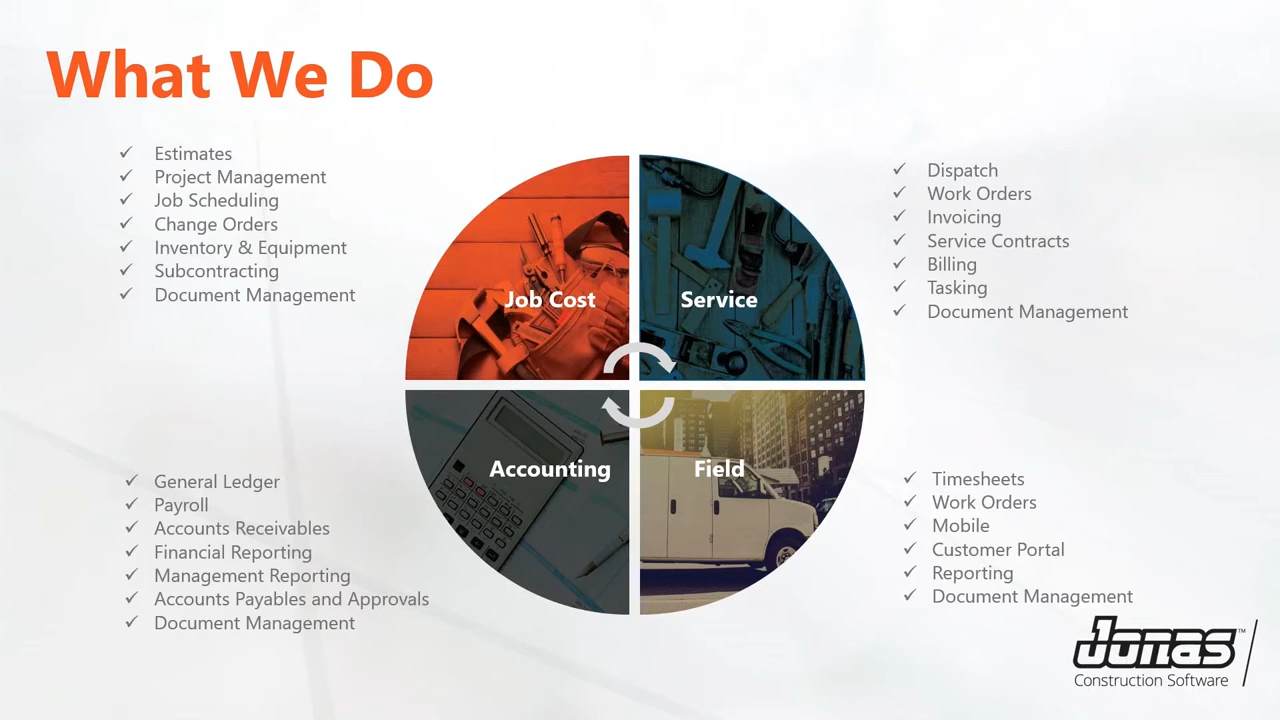 What We Do
Estimates
Project Management
Job Scheduling
Change Orders
Inventory & Equipment
Subcontracting
Document Management
Job Cost
Service
Dispatch
Work Orders
Invoicing
Service Contracts
Billing
Tasking
Document Management
General Ledger
Payroll
Accounts Receivables
Financial Reporting
Management Reporting
Accounts Payables and Approvals
Document Management
Accounting
Field
Timesheets
Work Orders
Mobile
Customer Portal
Reporting
Document Management
Jonas™
Construction Software